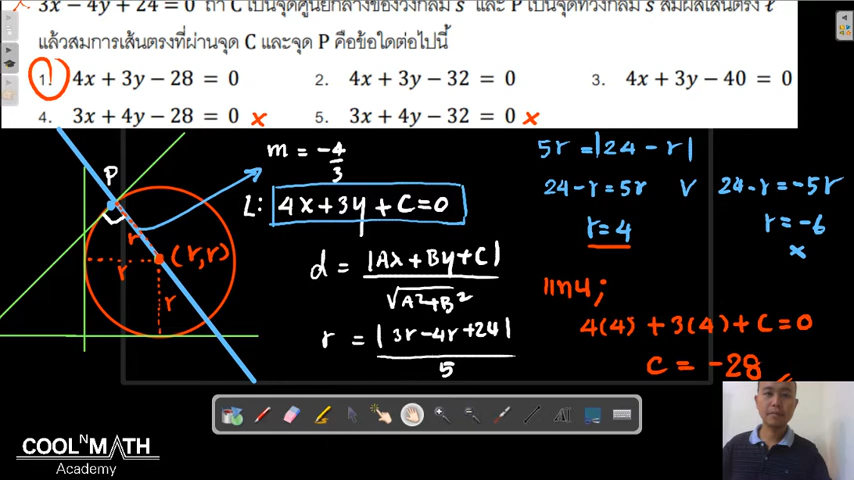 3x − 4y + 24 = 0 ถ้า C เป็นจุดศูนย์กลางของวงกลม s และ P เป็นจุดที่วงกลม s สัมผัสเส้นตรง ℓ
แล้วสมการเส้นตรงที่ผ่านจุด C และจุด P คือข้อใดต่อไปนี้
1. 4x + 3y − 28 = 0 2. 4x + 3y − 32 = 0 3. 4x + 3y − 40 = 0
4. 3x + 4y − 28 = 0 x 5. 3x + 4y − 32 = 0 x
P
r
(r,r)
r
r
m = -4/3
L: 4x+3y+C=0
d = |Ax+By+C| / √A²+B²
r = |3r-4r+24| / 5
5r = |24 - r|
24-r=5r V 24-r=-5r
r=4
r=-6
x
แทน;
4(4) + 3(4) + C = 0
C = -28
COOL N MATH
Academy